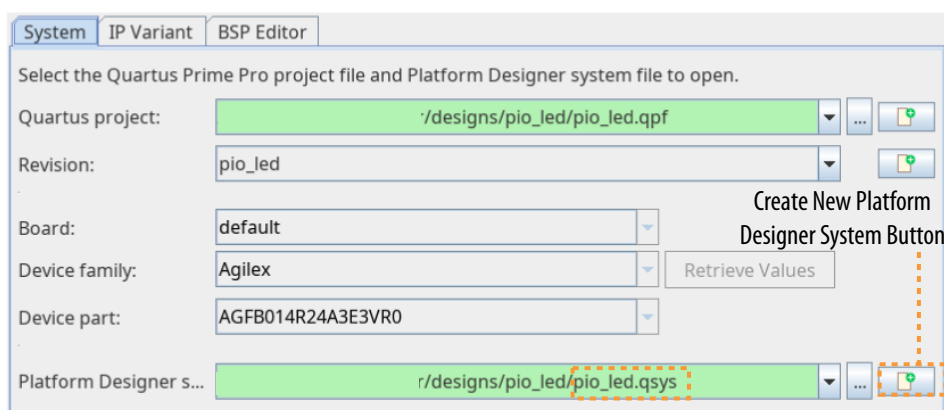 System IP Variant BSP Editor
Select the Quartus Prime Pro project file and Platform Designer system file to open.
Quartus project: r/designs/pio_led/pio_led.qpf ...
Revision: pio_led
Create New Platform
Designer System Button
Board: default
Device family: Agilex Retrieve Values
Device part: AGFB014R24A3E3VR0
Platform Designer s... r/designs/pio_led/pio_led.qsys ...